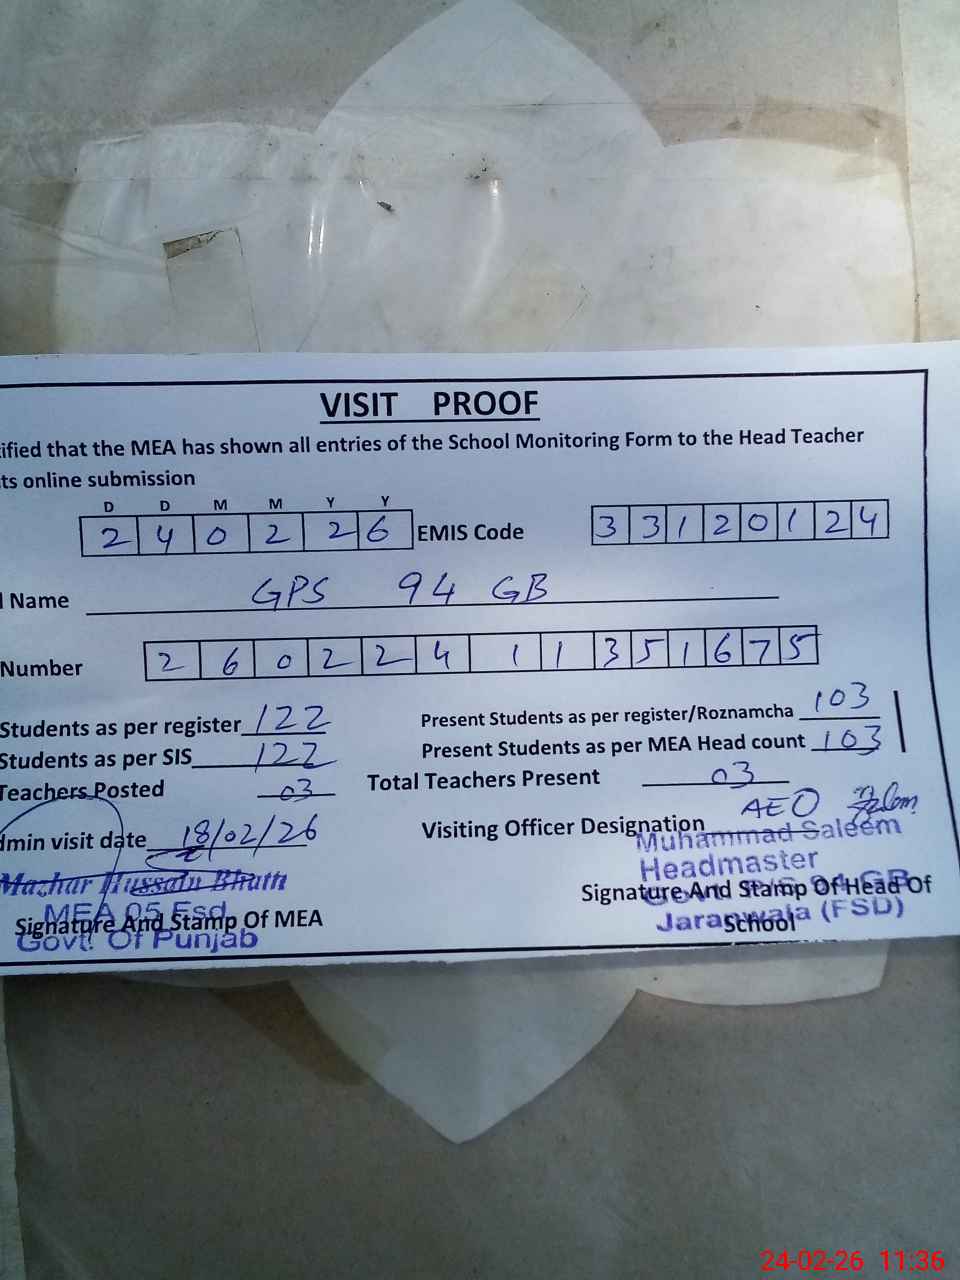 VISIT PROOF
ified that the MEA has shown all entries of the School Monitoring Form to the Head Teacher
ts online submission
D D M M Y Y
2 4 0 2 2 6 EMIS Code 3 3 1 2 0 1 2 4
l Name GPS 94 GB
Number 2 6 0 2 2 4 1 1 3 5 1 6 7 5
Students as per register 122 Present Students as per register/Roznamcha 103
Students as per SIS 122 Present Students as per MEA Head count 103
Teachers Posted 03 Total Teachers Present 03
dmin visit date 18/02/26 Visiting Officer Designation AEO
Muhammad Saleem
Headmaster
Mazhar Hussain Bhatti
Signature And Stamp Of Head Of
MEA 05 Fsd
Signature And Stamp Of MEA
School
Jaranwala (FSD)
Govt. Of Punjab
24-02-26 11:36